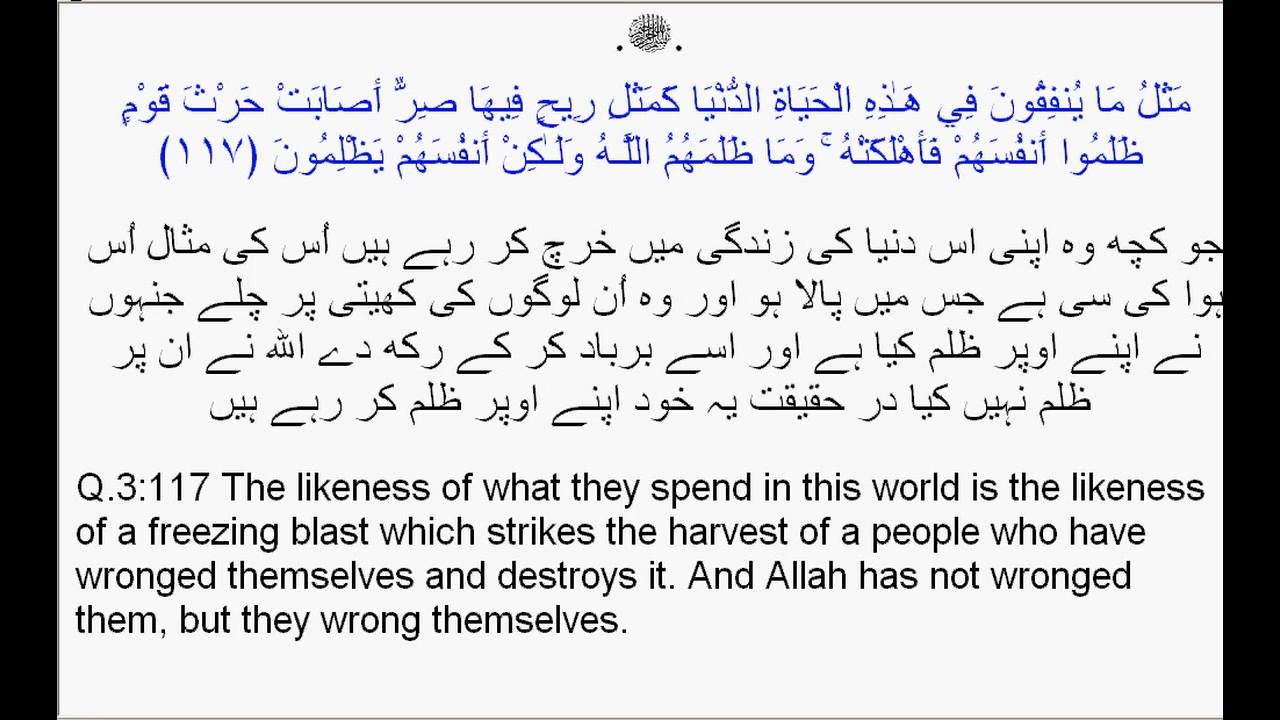 مَثَلُ مَا يُنفِقُونَ فِي هَـٰذِهِ الْحَيَاةِ الدُّنْيَا كَمَثَلِ رِيحٍ فِيهَا صِرٌّ أَصَابَتْ حَرْثَ قَوْمٍ
ظَلَمُوا أَنفُسَهُمْ فَأَهْلَكَتْهُ ۚ وَمَا ظَلَمَهُمُ اللَّـهُ وَلَـٰكِنْ أَنفُسَهُمْ يَظْلِمُونَ ﴿١١٧﴾
جو کچھ وہ اپنی اس دنیا کی زندگی میں خرچ کر رہے ہیں اُس کی مثال اُس
ہوا کی سی ہے جس میں پالا ہو اور وہ اُن لوگوں کی کھیتی پر چلے جنہوں
نے اپنے اوپر ظلم کیا ہے اور اسے برباد کر کے رکھ دے اللہ نے ان پر
ظلم نہیں کیا در حقیقت یہ خود اپنے اوپر ظلم کر رہے ہیں
Q.3:117 The likeness of what they spend in this world is the likeness
of a freezing blast which strikes the harvest of a people who have
wronged themselves and destroys it. And Allah has not wronged
them, but they wrong themselves.